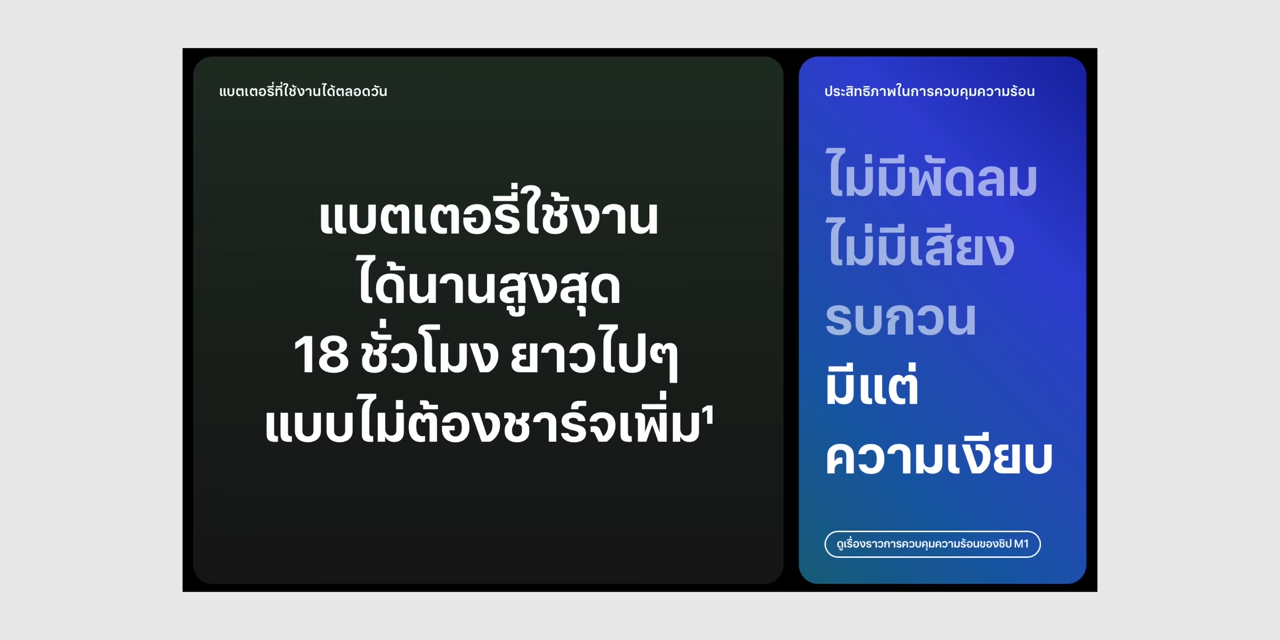 แบตเตอรี่ที่ใช้งานได้ตลอดวัน
แบตเตอรี่ใช้งาน
ได้นานสูงสุด
18 ชั่วโมง ยาวไปๆ
แบบไม่ต้องชาร์จเพิ่ม¹
ประสิทธิภาพในการควบคุมความร้อน
ไม่มีพัดลม
ไม่มีเสียง
รบกวน
มีแต่
ความเงียบ
ดูเรื่องราวการควบคุมความร้อนของชิป M1